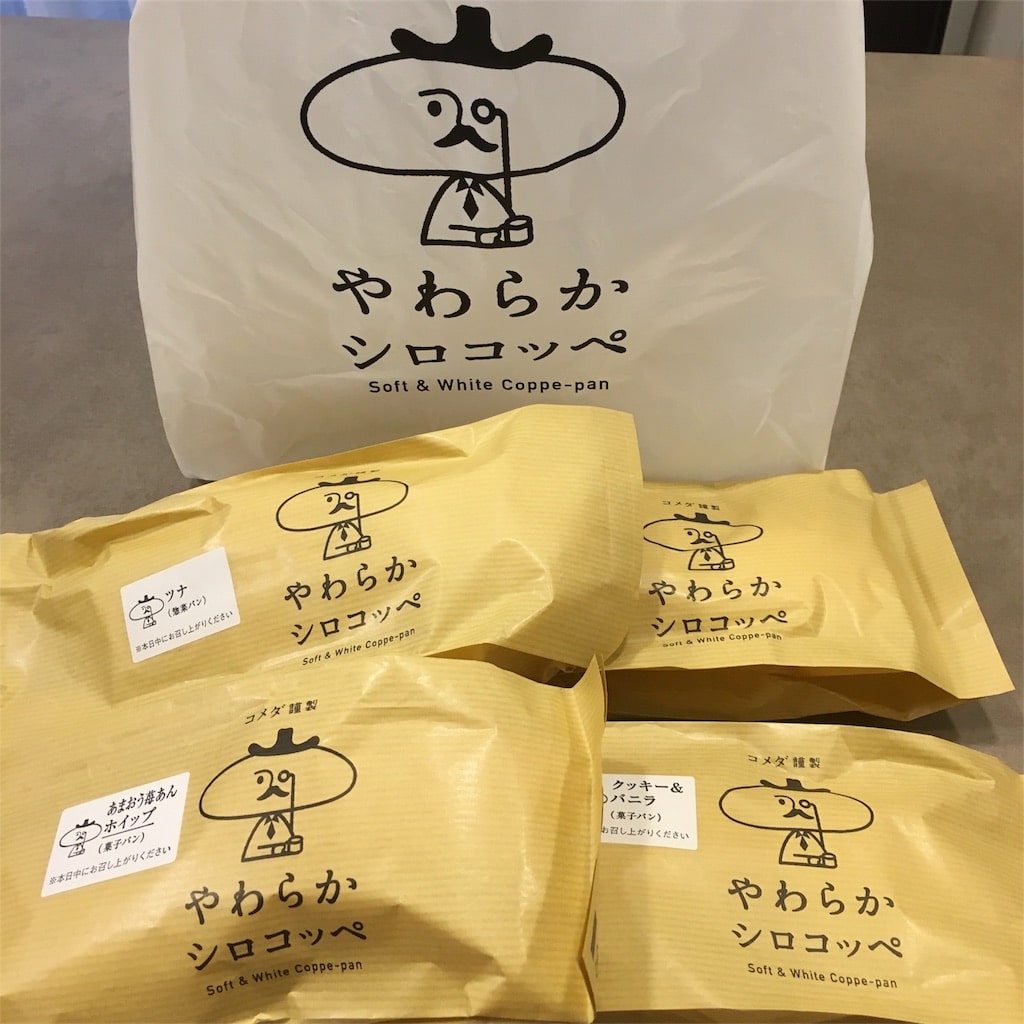 やわらか
シロコッペ
Soft & White Coppe-pan
コメダ謹製
やわらか
シロコッペ
Soft & White Coppe-pan
ツナ
(惣菜パン)
※本日中にお召し上がりください
コメダ謹製
やわらか
シロコッペ
Soft & White Coppe-pan
コメダ謹製
やわらか
シロコッペ
Soft & White Coppe-pan
あまおう苺あん
ホイップ
(菓子パン)
※本日中にお召し上がりください
コメダ謹製
やわらか
シロコッペ
Soft & White Coppe-pan
クッキー&
バニラ
(菓子パン)
お召し上がりください